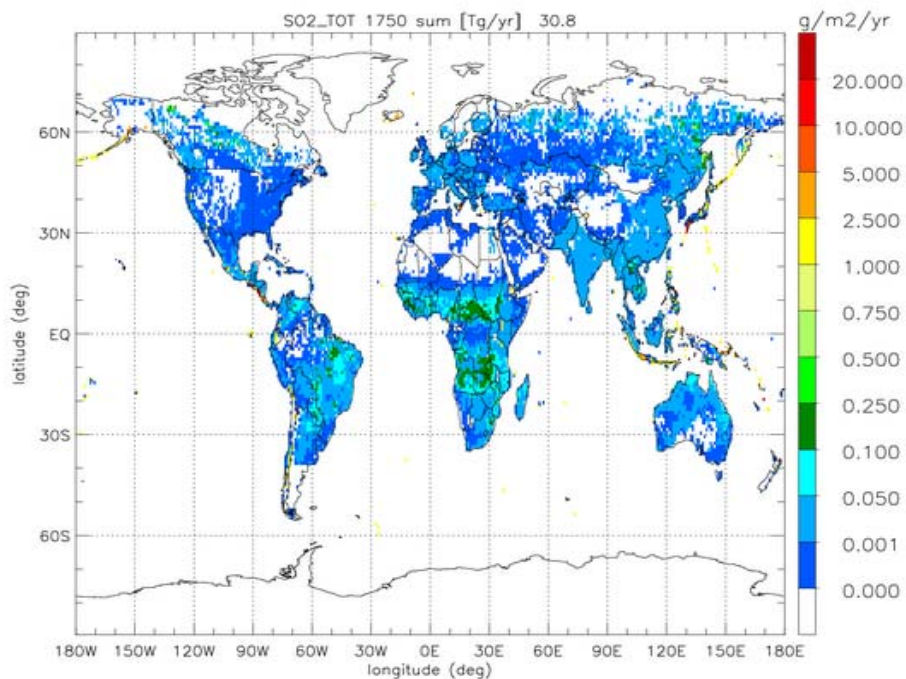 SO2_TOT 1750 sum [Tg/yr] 30.8
g/m2/yr
20.000
10.000
5.000
2.500
1.000
0.750
0.500
0.250
0.100
0.050
0.001
0.000
latitude (deg)
60N
30N
EQ
30S
60S
180W 150W 120W 90W 60W 30W 0E 30E 60E 90E 120E 150E 180E
longitude (deg)